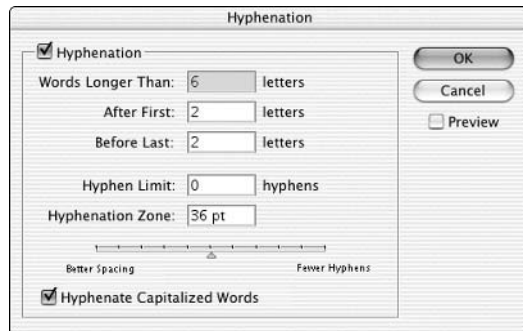 Hyphenation
Hyphenation
OK
Words Longer Than: 6 letters
Cancel
After First: 2 letters
Preview
Before Last: 2 letters
Hyphen Limit: 0 hyphens
Hyphenation Zone: 36 pt
Better Spacing Fewer Hyphens
Hyphenate Capitalized Words